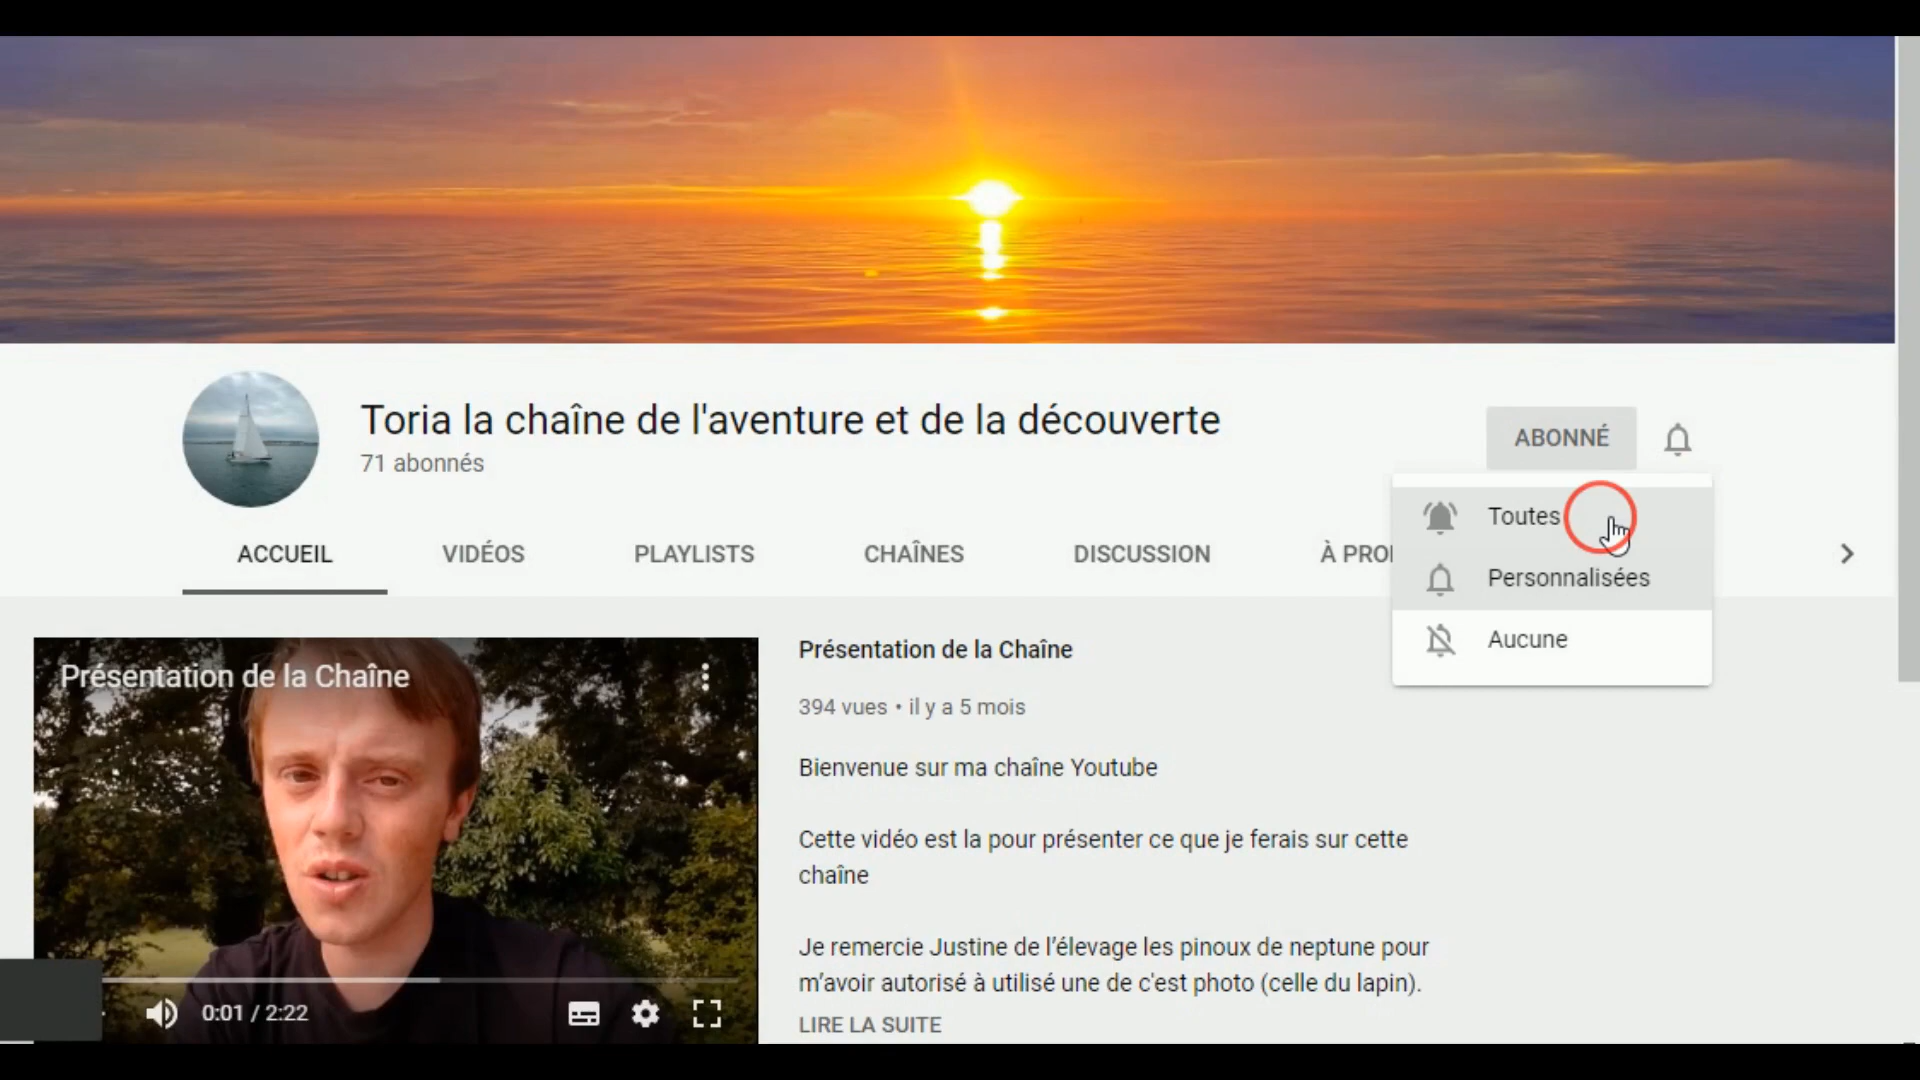 Toria la chaîne de l'aventure et de la découverte
71 abonnés
ABONNÉ
Toutes
Personnalisées
Aucune
ACCUEIL
VIDÉOS
PLAYLISTS
CHAÎNES
DISCUSSION
À
Présentation de la Chaîne
0:01 / 2:22
Présentation de la Chaîne
394 vues • il y a 5 mois
Bienvenue sur ma chaîne Youtube
Cette vidéo est la pour présenter ce que je ferais sur cette
chaîne
Je remercie Justine de l’élevage les pinoux de neptune pour
m’avoir autorisé à utilisé une de c'est photo (celle du lapin).
LIRE LA SUITE